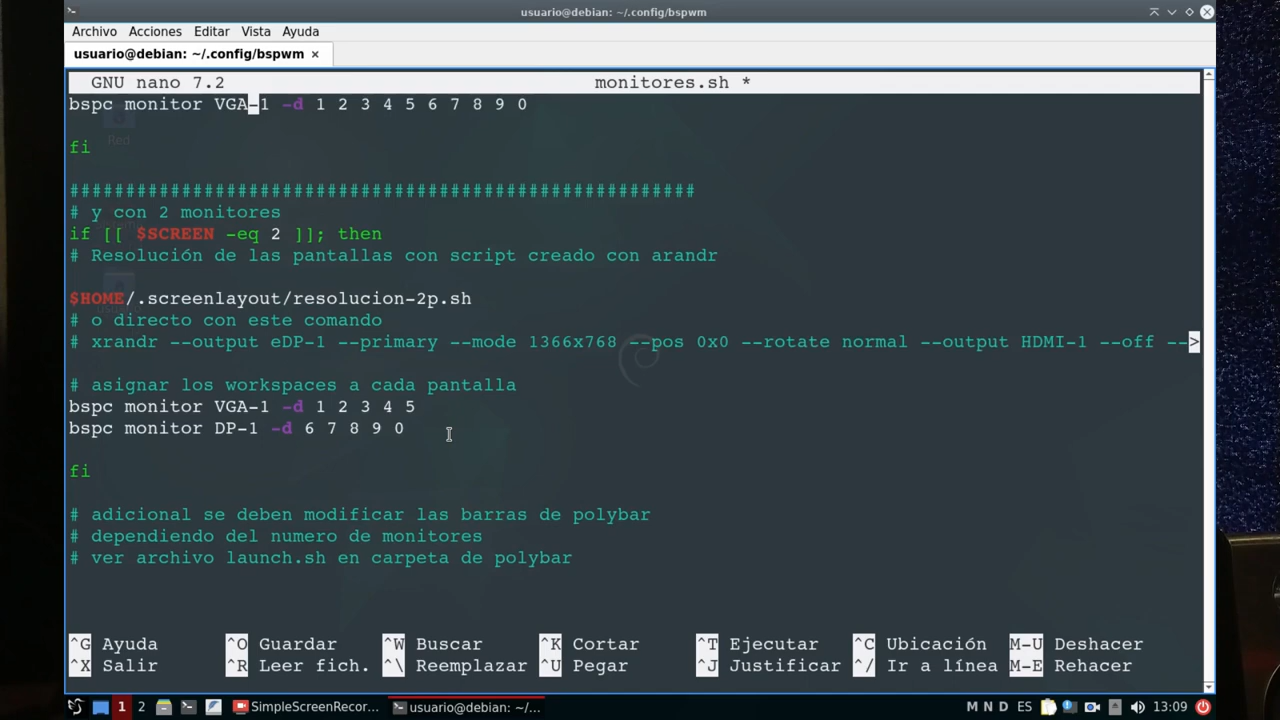 usuario@debian: ~/.config/bspwm
Archivo Acciones Editar Vista Ayuda
usuario@debian: ~/.config/bspwm ×
GNU nano 7.2 monitores.sh *
bspc monitor VGA-1 -d 1 2 3 4 5 6 7 8 9 0
Red
fi
########################################################
# y con 2 monitores
if [[ $SCREEN -eq 2 ]]; then
# Resolución de las pantallas con script creado con arandr
$HOME/.screenlayout/resolucion-2p.sh
# o directo con este comando
# xrandr --output eDP-1 --primary --mode 1366x768 --pos 0x0 --rotate normal --output HDMI-1 --off -->
# asignar los workspaces a cada pantalla
bspc monitor VGA-1 -d 1 2 3 4 5
bspc monitor DP-1 -d 6 7 8 9 0
fi
# adicional se deben modificar las barras de polybar
# dependiendo del numero de monitores
# ver archivo launch.sh en carpeta de polybar
^G Ayuda ^O Guardar ^W Buscar ^K Cortar ^T Ejecutar ^C Ubicación M-U Deshacer
^X Salir ^R Leer fich. ^\ Reemplazar ^U Pegar ^J Justificar ^/ Ir a línea M-E Rehacer
1 2 SimpleScreenRecor... usuario@debian: ~/... M N D ES 13:09